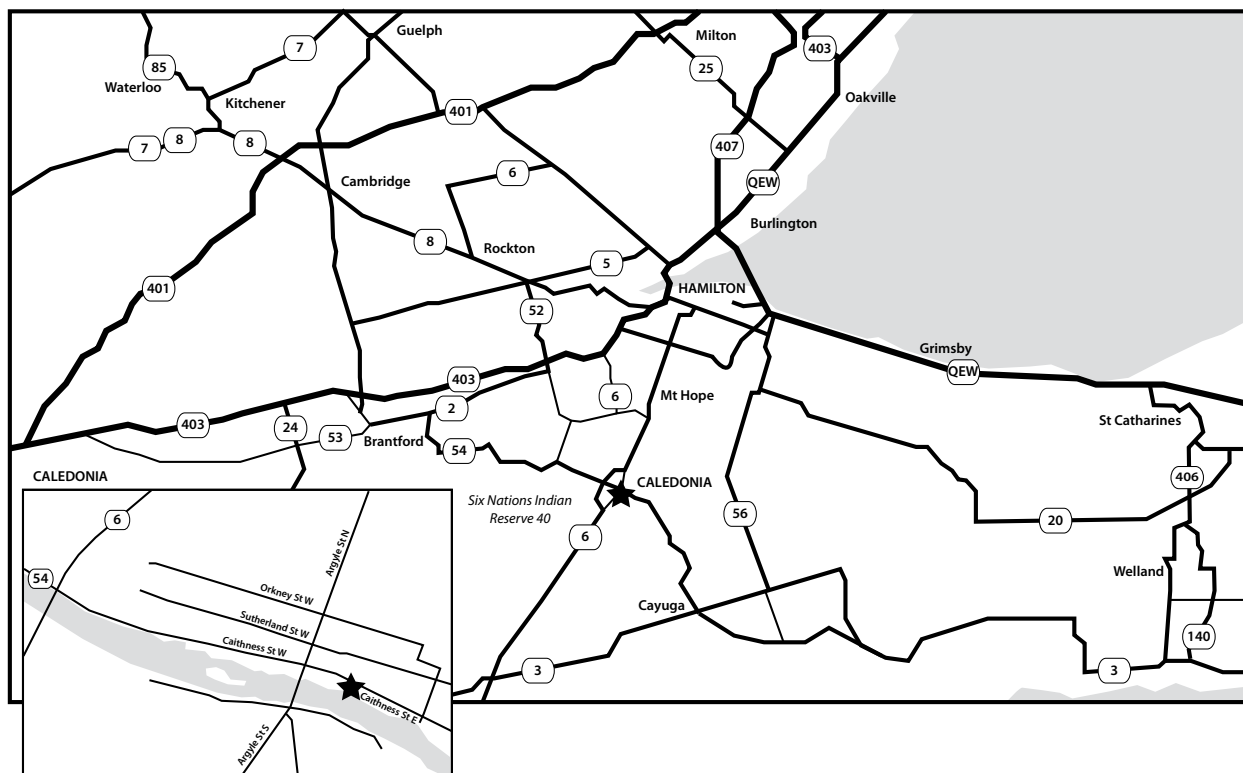 Guelph
Milton
403
7
85
25
Waterloo
Kitchener
Oakville
401
8
7
8
407
6
Cambridge
QEW
Burlington
8
Rockton
5
401
HAMILTON
52
Grimsby
QEW
403
6
Mt Hope
2
403
24
53
Brantford
St Catharines
54
CALEDONIA
406
CALEDONIA
Six Nations Indian
Reserve 40
56
20
6
6
Argyle St N
54
Welland
Orkney St W
Cayuga
Sutherland St W
140
Caithness St W
3
3
Caithness St E
Argyle St S